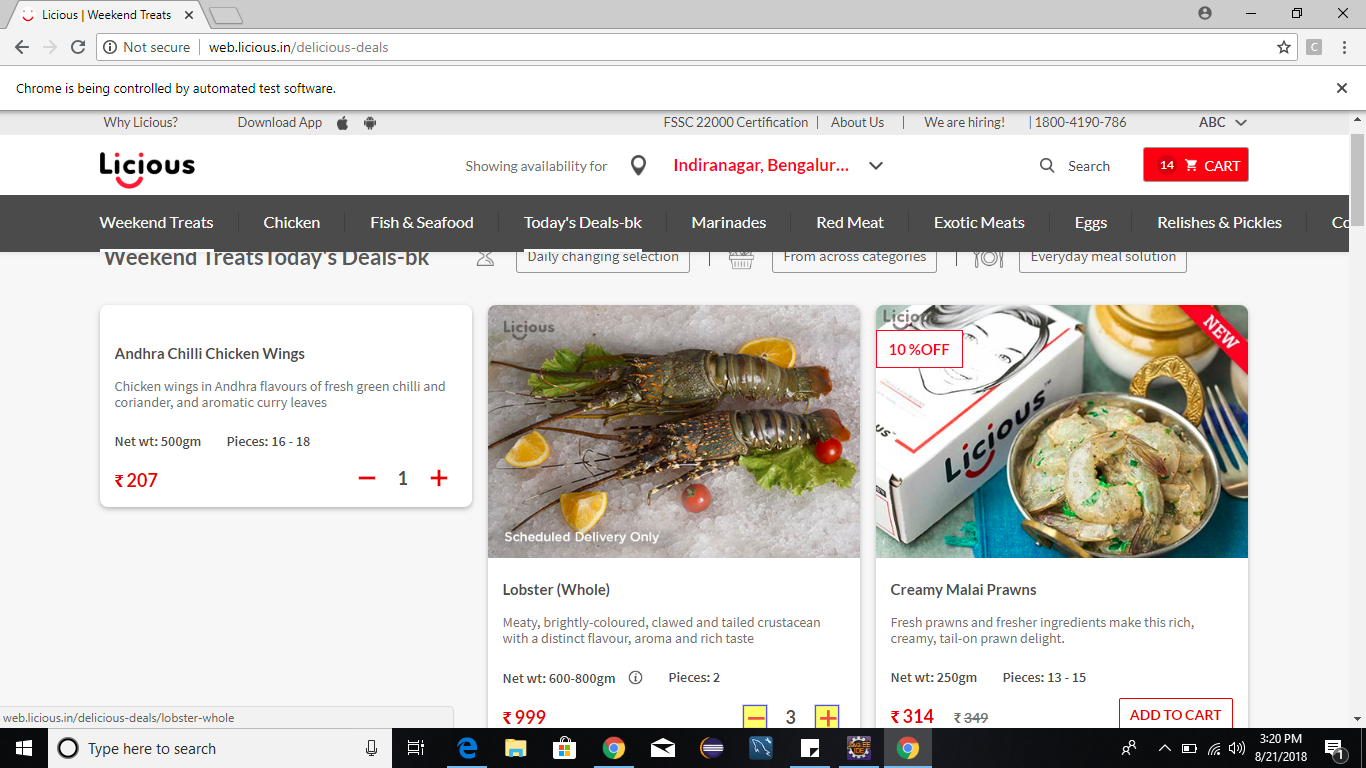 Licious | Weekend Treats
Not secure | web.licious.in/delicious-deals
C
Chrome is being controlled by automated test software.
Why Licious? Download App FSSC 22000 Certification | About Us | We are hiring! | 1800-4190-786 ABC
Licious Showing availability for Indiranagar, Bengalur... Search 14 CART
Weekend Treats Chicken Fish & Seafood Today's Deals-bk Marinades Red Meat Exotic Meats Eggs Relishes & Pickles Co
Weekend TreatsToday's Deals-bk Daily changing selection | From across categories | Everyday meal solution
Andhra Chilli Chicken Wings
Chicken wings in Andhra flavours of fresh green chilli and
coriander, and aromatic curry leaves
Net wt: 500gm Pieces: 16 - 18
₹ 207 1
Licious
Scheduled Delivery Only
Lobster (Whole)
Meaty, brightly-coloured, clawed and tailed crustacean
with a distinct flavour, aroma and rich taste
Net wt: 600-800gm Pieces: 2
₹ 999 3
Licious
10 %OFF
NEW
Licious
Creamy Malai Prawns
Fresh prawns and fresher ingredients make this rich,
creamy, tail-on prawn delight.
Net wt: 250gm Pieces: 13 - 15
₹ 314 ₹ 349 ADD TO CART
web.licious.in/delicious-deals/lobster-whole
Type here to search
3:20 PM
8/21/2018
1